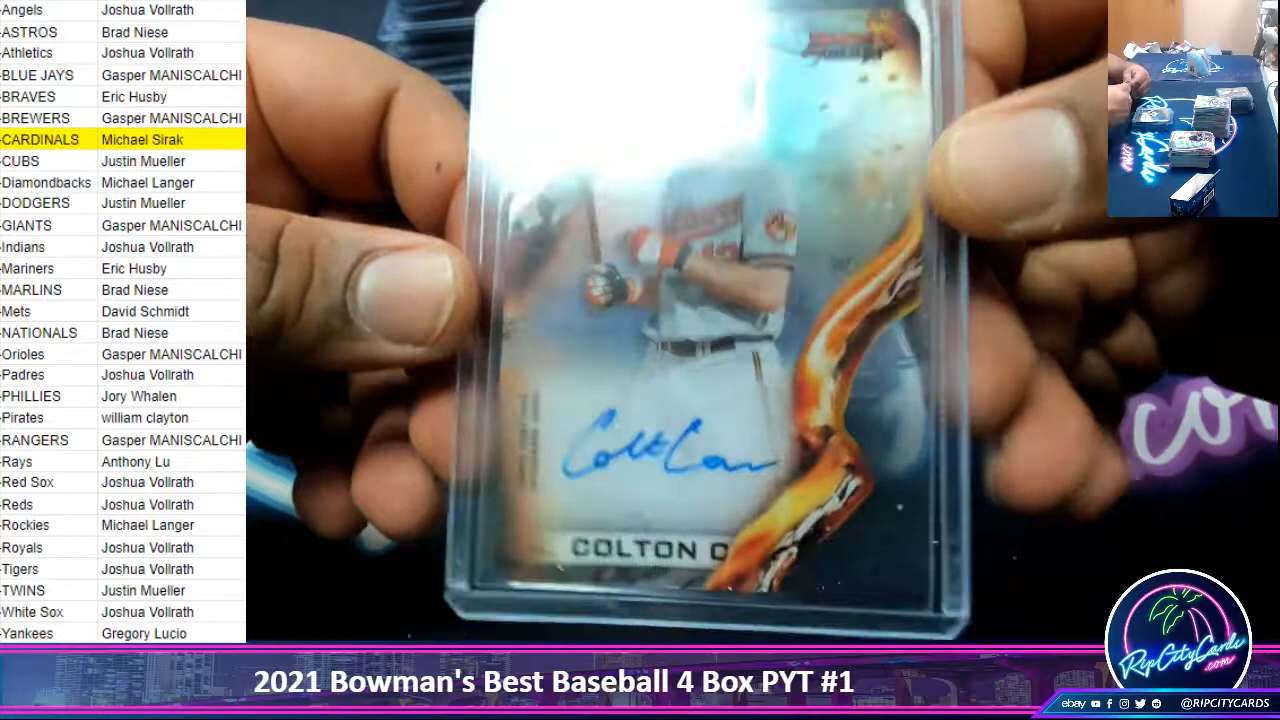 -Angels Joshua Vollrath
-ASTROS Brad Niese
-Athletics Joshua Vollrath
-BLUE JAYS Gasper MANISCALCHI
-BRAVES Eric Husby
-BREWERS Gasper MANISCALCHI
-CARDINALS Michael Sirak
-CUBS Justin Mueller
-Diamondbacks Michael Langer
-DODGERS Justin Mueller
-GIANTS Gasper MANISCALCHI
-Indians Joshua Vollrath
-Mariners Eric Husby
-MARLINS Brad Niese
-Mets David Schmidt
-NATIONALS Brad Niese
-Orioles Gasper MANISCALCHI
-Padres Joshua Vollrath
-PHILLIES Jory Whalen
-Pirates william clayton
-RANGERS Gasper MANISCALCHI
-Rays Anthony Lu
-Red Sox Joshua Vollrath
-Reds Joshua Vollrath
-Rockies Michael Langer
-Royals Joshua Vollrath
-Tigers Joshua Vollrath
-TWINS Justin Mueller
-White Sox Joshua Vollrath
-Yankees Gregory Lucio
COLTON C
2021 Bowman's Best Baseball 4 Box PYT #1
RipCityCards
.com
ebay @RIPCITYCARDS